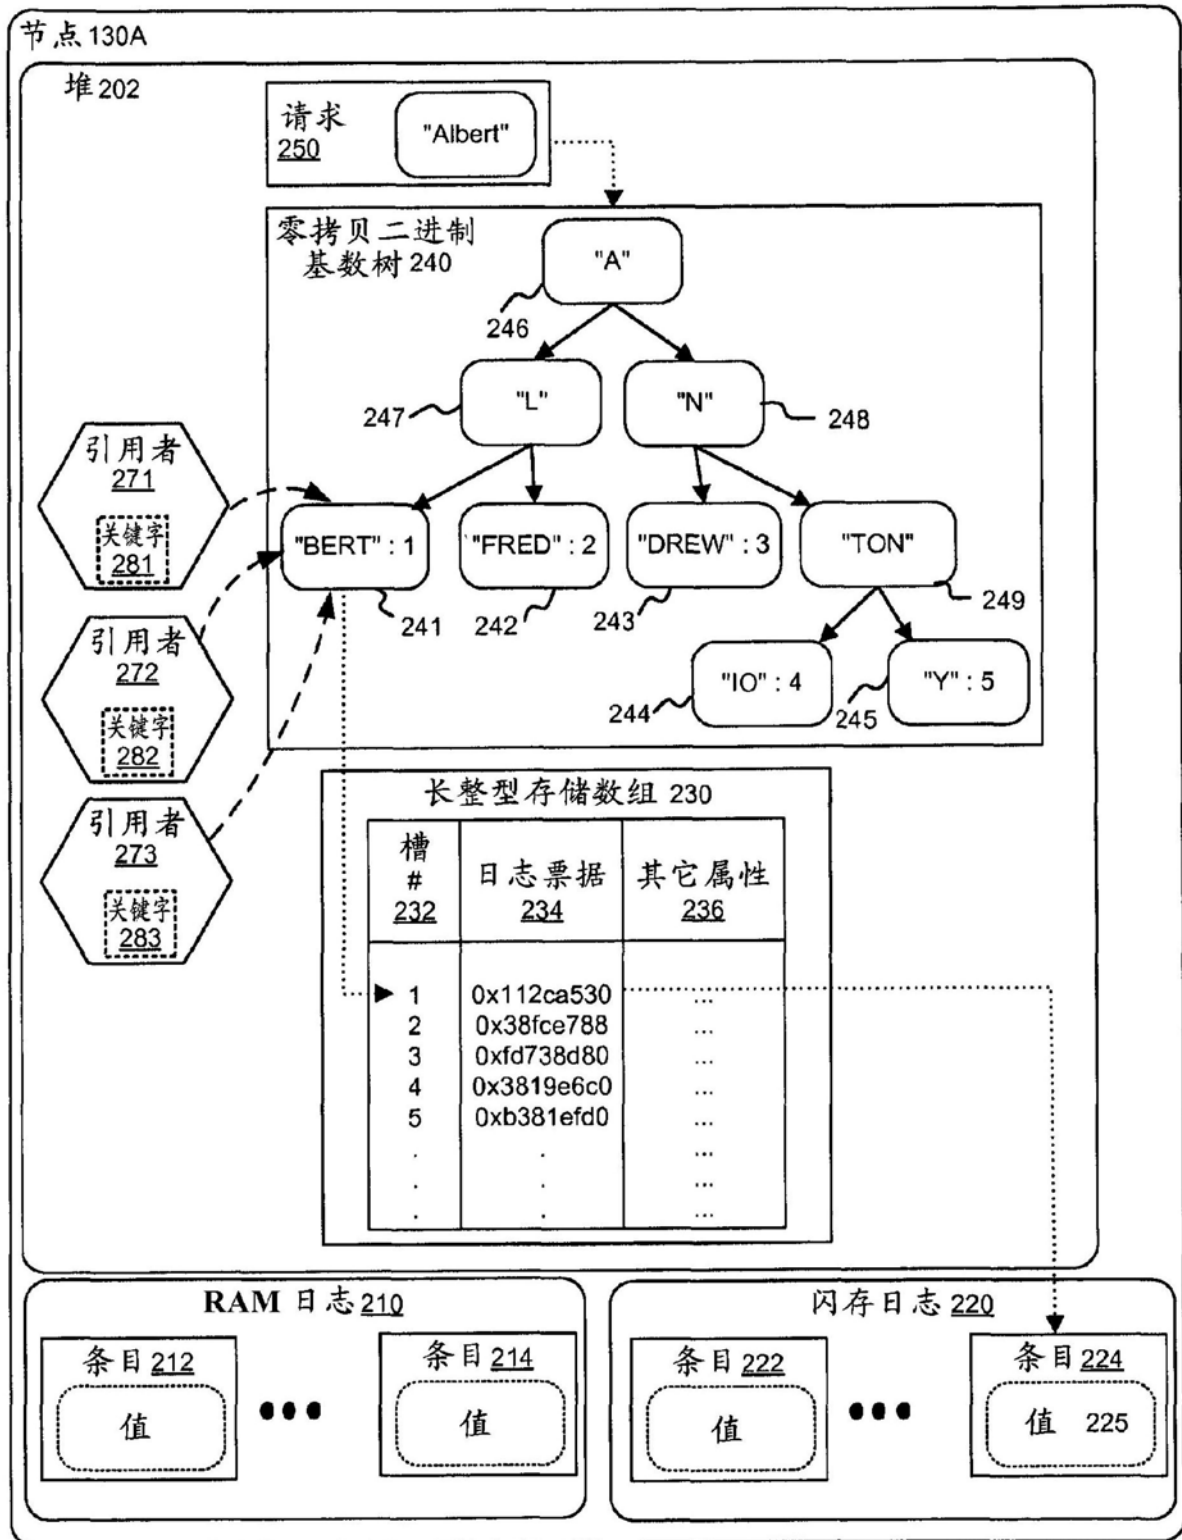 节点130A
堆202
请求
250
"Albert"
零拷贝二进制
基数树240
"A"
246
"L"
"N"
247
248
引用者
271
关键字
281
"BERT" : 1
"FRED" : 2
"DREW" : 3
"TON"
241
242
243
249
引用者
272
关键字
282
"IO" : 4
"Y" : 5
244
245
引用者
273
关键字
283
长整型存储数组 230
槽
#
232
日志票据
234
其它属性
236
1 0x112ca530 ...
2 0x38fce788 ...
3 0xfd738d80 ...
4 0x3819e6c0 ...
5 0xb381efd0 ...
. . ...
. . ...
. . ...
RAM 日志210
条目212
值
●●●
条目214
值
闪存日志220
条目222
值
●●●
条目224
值 225